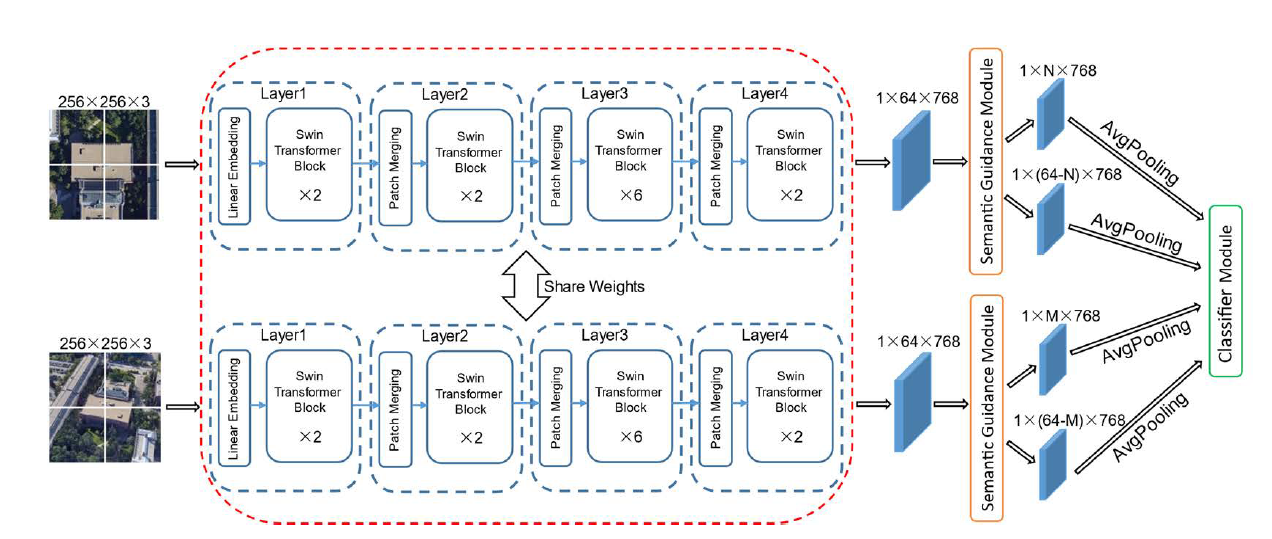 256×256×3
Layer1
Linear Embedding
Swin
Transformer
Block
×2
Layer2
Patch Merging
Swin
Transformer
Block
×2
Layer3
Patch Merging
Swin
Transformer
Block
×6
Layer4
Patch Merging
Swin
Transformer
Block
×2
1×64×768
Semantic Guidance Module
1×N×768
AvgPooling
1×(64-N)×768
AvgPooling
Share Weights
256×256×3
Layer1
Linear Embedding
Swin
Transformer
Block
×2
Layer2
Patch Merging
Swin
Transformer
Block
×2
Layer3
Patch Merging
Swin
Transformer
Block
×6
Layer4
Patch Merging
Swin
Transformer
Block
×2
1×64×768
Semantic Guidance Module
1×M×768
AvgPooling
1×(64-M)×768
AvgPooling
Classifier Module